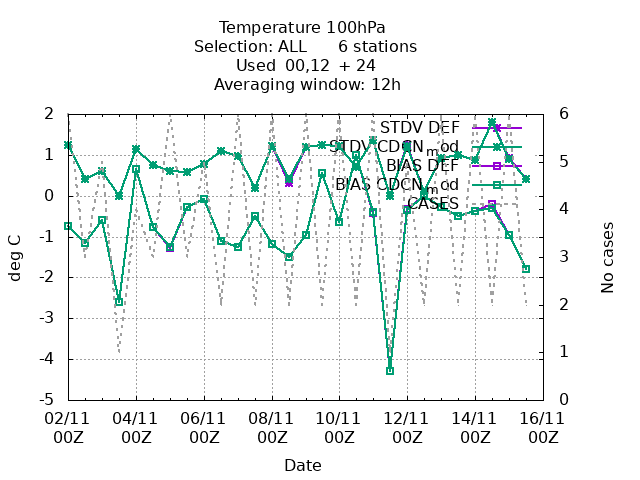 Temperature 100hPa
Selection: ALL      6 stations
Used  00,12  + 24
Averaging window: 12h
STDV DEF
STDV CDCN_mod
BIAS DEF
BIAS CDCN_mod
CASES
deg C
No cases
2
1
0
-1
-2
-3
-4
-5
6
5
4
3
2
1
0
02/11 04/11 06/11 08/11 10/11 12/11 14/11 16/11
00Z 00Z 00Z 00Z 00Z 00Z 00Z 00Z
Date